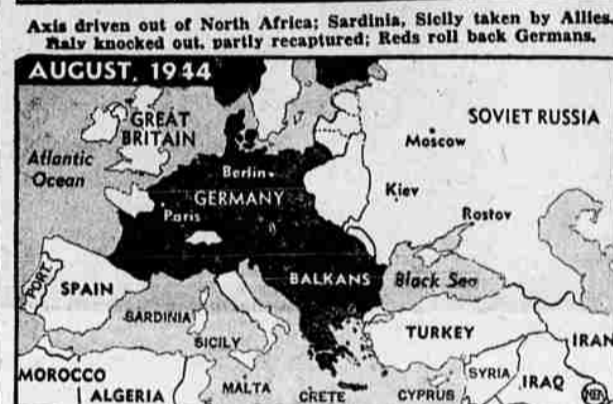 Axis driven out of North Africa; Sardinia, Sicily taken by Allies.
Italy knocked out, partly recaptured; Reds roll back Germans.
AUGUST, 1944
GREAT
BRITAIN
SOVIET RUSSIA
Moscow
Atlantic
Ocean
Berlin
GERMANY
Kiev
Paris
Rostov
PORT.
SPAIN
BALKANS
Black Sea
SARDINIA
SICILY
TURKEY
IRAN
MOROCCO
ALGERIA
MALTA
CRETE
CYPRUS
SYRIA
IRAQ
NEA